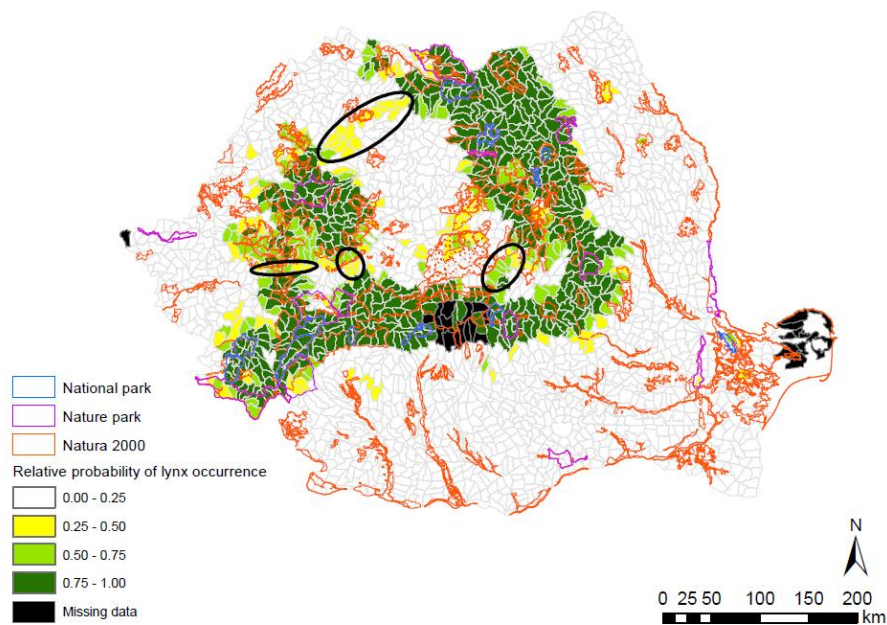 National park
Nature park
Natura 2000
Relative probability of lynx occurrence
0.00 - 0.25
0.25 - 0.50
0.50 - 0.75
0.75 - 1.00
Missing data
N
0 25 50 100 150 200
km